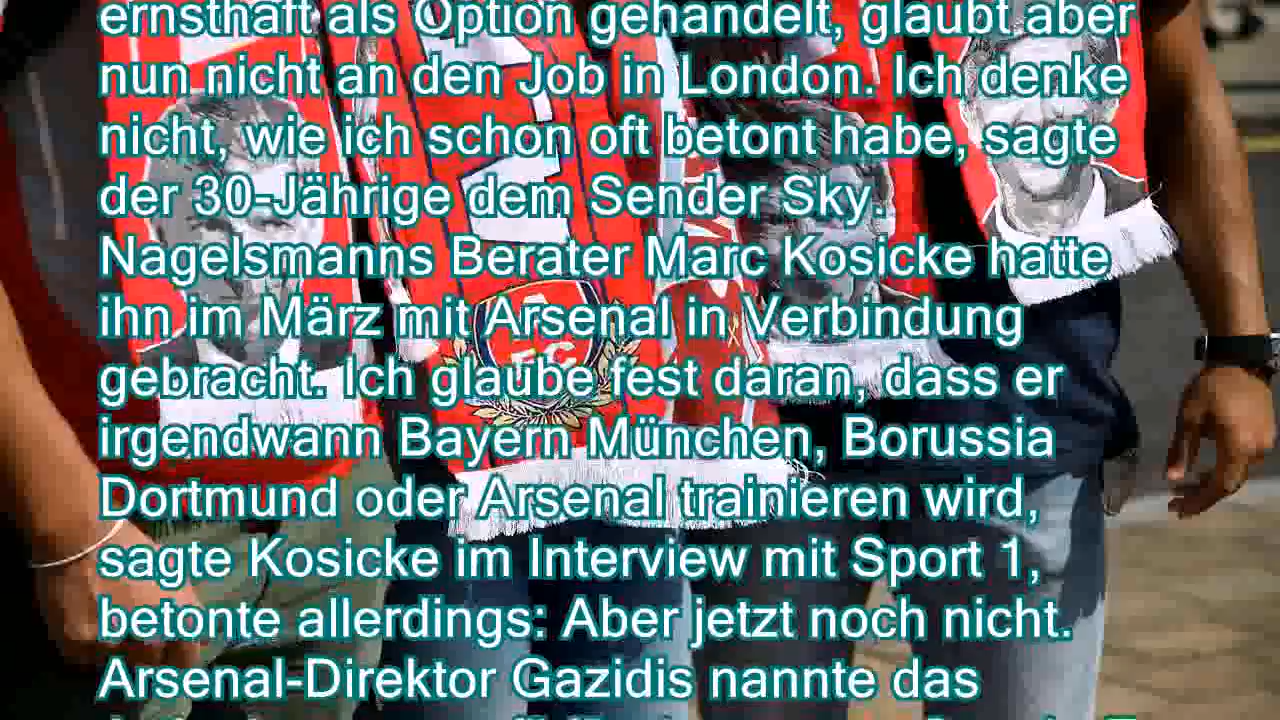 ernsthaft als Option gehandelt, glaubt aber
nun nicht an den Job in London. Ich denke
nicht, wie ich schon oft betont habe, sagte
der 30-Jährige dem Sender Sky.
Nagelsmanns Berater Marc Kosicke hatte
ihn im März mit Arsenal in Verbindung
gebracht. Ich glaube fest daran, dass er
irgendwann Bayern München, Borussia
Dortmund oder Arsenal trainieren wird,
sagte Kosicke im Interview mit Sport 1,
betonte allerdings: Aber jetzt noch nicht.
Arsenal-Direktor Gazidis nannte das